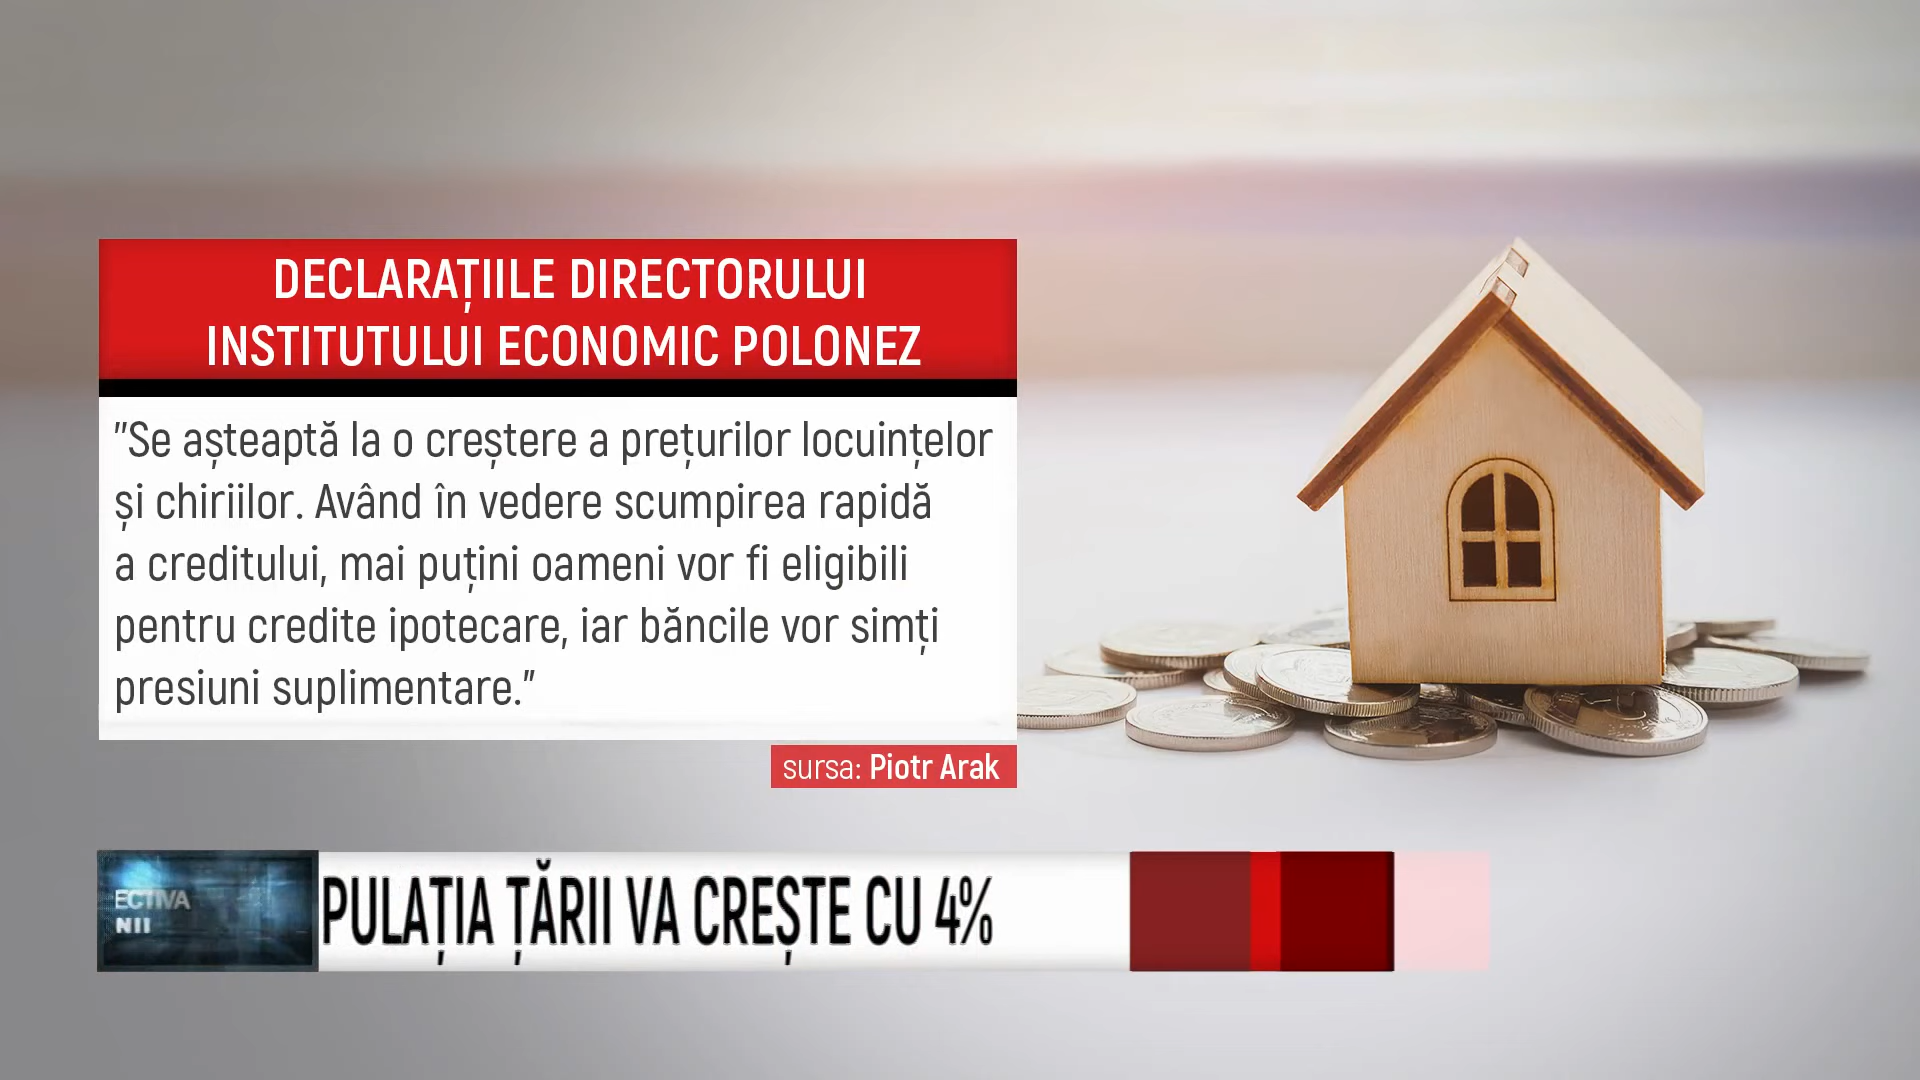 DECLARAȚIILE DIRECTORULUI
INSTITUTULUI ECONOMIC POLONEZ
"Se așteaptă la o creștere a prețurilor locuințelor
și chiriilor. Având în vedere scumpirea rapidă
a creditului, mai puțini oameni vor fi eligibili
pentru credite ipotecare, iar băncile vor simți
presiuni suplimentare."
sursa: Piotr Arak
ECTIVA
NII
PULAȚIA ȚĂRII VA CREȘTE CU 4%